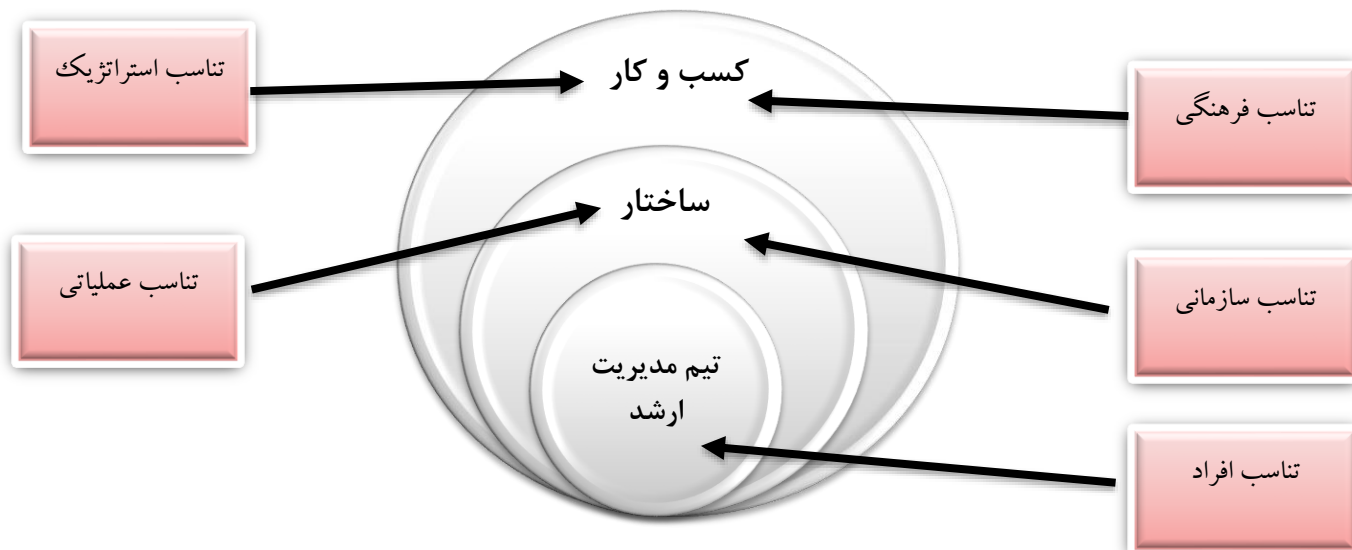 کسب و کار
تناسب استراتژیک
تناسب فرهنگی
ساختار
تناسب عملیاتی
تناسب سازمانی
تیم مدیریت
ارشد
تناسب افراد